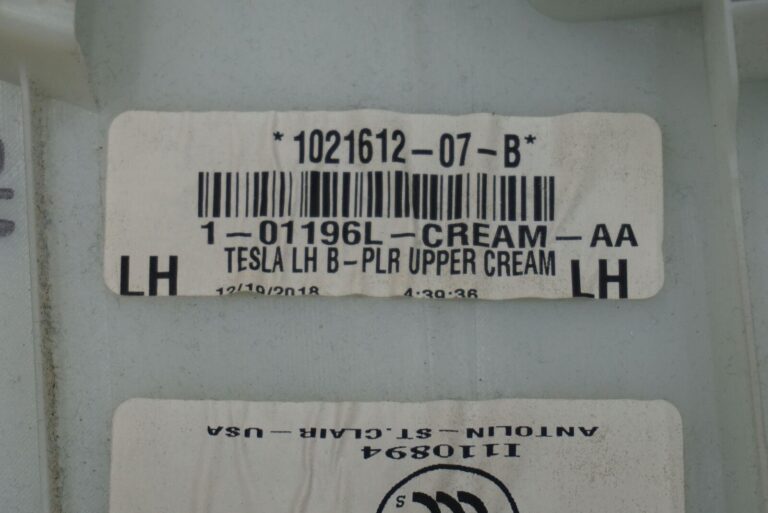 *1021612-07-B*
1-01196L-CREAM-AA
TESLA LH B-PLR UPPER CREAM
LH LH
12/19/2018 4:39:36
ANTOLIN-ST.CLAIR-USA
I110894
S